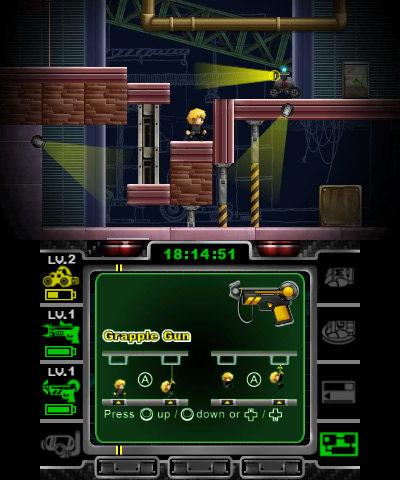 LV.2
18:14:51
LV.1
Grapple Gun
LV.1
A A
Press up / down or /